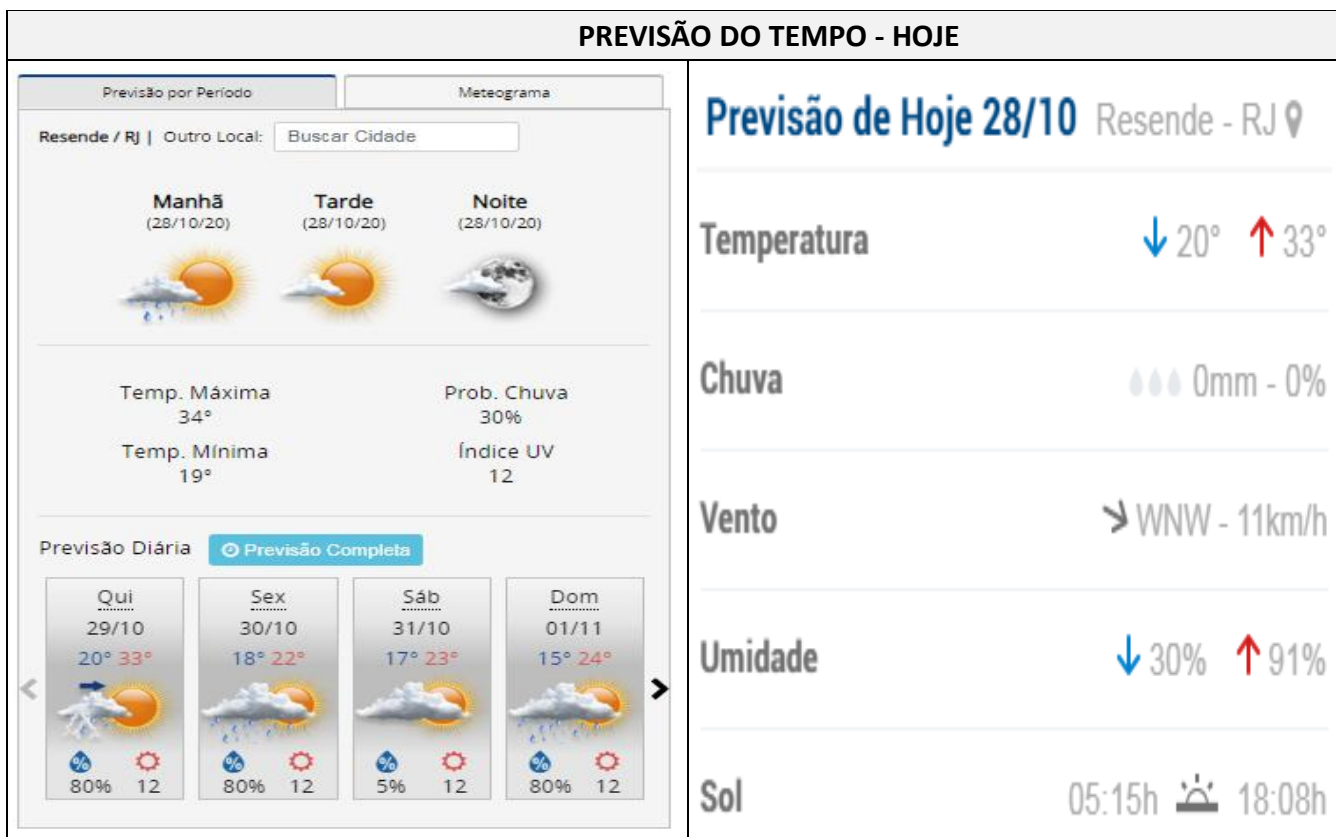 PREVISÃO DO TEMPO - HOJE
Previsão por Período
Meteograma
Resende / RJ | Outro Local: Buscar Cidade
Manhã Tarde Noite
(28/10/20) (28/10/20) (28/10/20)
Temp. Máxima Prob. Chuva
34° 30%
Temp. Mínima Índice UV
19° 12
Previsão Diária Previsão Completa
Qui Sex Sáb Dom
29/10 30/10 31/10 01/11
20° 33° 18° 22° 17° 23° 15° 24°
% % % %
80% 12 80% 12 5% 12 80% 12
Previsão de Hoje 28/10 Resende - RJ
Temperatura 20° 33°
Chuva 0mm - 0%
Vento WNW - 11km/h
Umidade 30% 91%
Sol 05:15h 18:08h